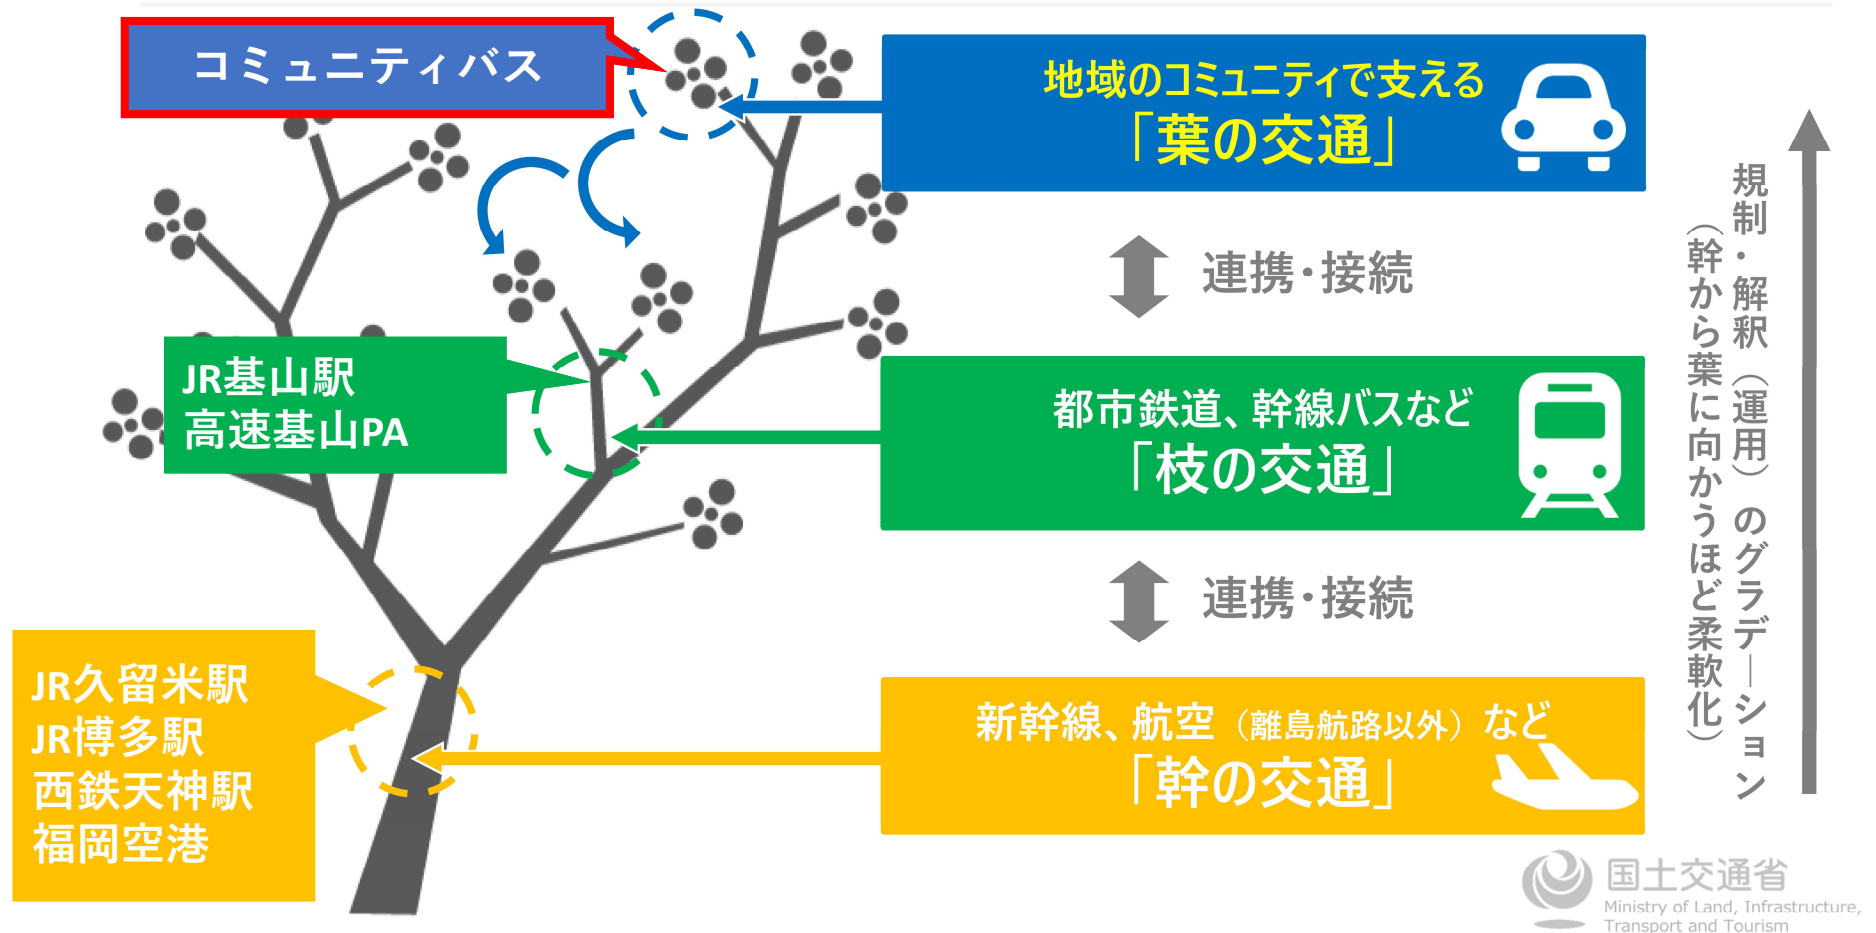 コミュニティバス
地域のコミュニティで支える
「葉の交通」
連携・接続
JR基山駅
高速基山PA
都市鉄道、幹線バスなど
「枝の交通」
連携・接続
JR久留米駅
JR博多駅
西鉄天神駅
福岡空港
新幹線、航空（離島航路以外）など
「幹の交通」
規制・解釈（運用）のグラデーション
（幹から葉に向かうほど柔軟化）
国土交通省
Ministry of Land, Infrastructure,
Transport and Tourism